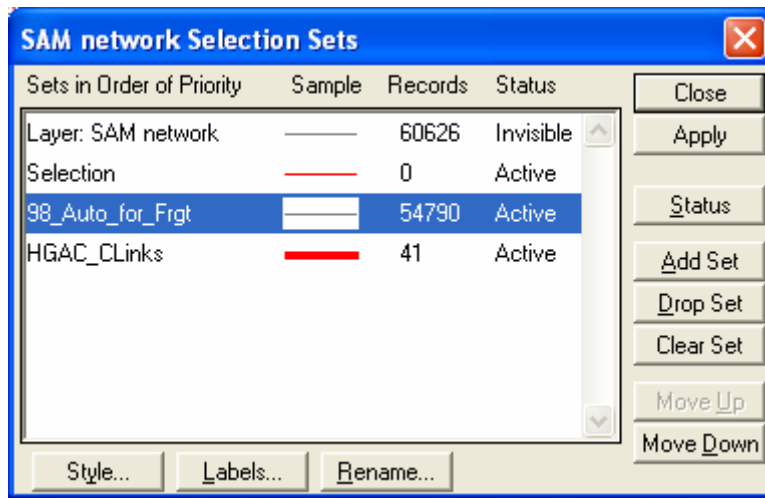 SAM network Selection Sets
Sets in Order of Priority Sample Records Status
Layer: SAM network 60626 Invisible
Selection 0 Active
98_Auto_for_Frgt 54790 Active
HGAC_CLinks 41 Active
Close
Apply
Status
Add Set
Drop Set
Clear Set
Move Up
Move Down
Style... Labels... Rename...